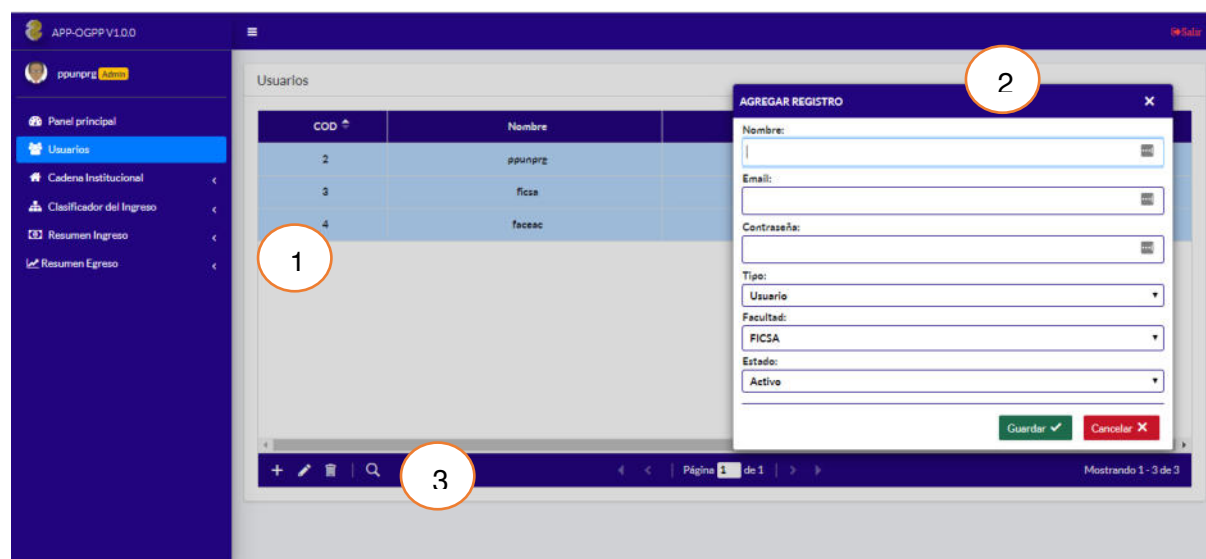 APP-OGPP V1.0.0
Salir
ppunprg Admin
Panel principal
Usuarios
Cadena Institucional
Clasificador del Ingreso
Resumen Ingreso
Resumen Egreso
Usuarios
COD Nombre
2 ppunprg
3 ficsa
4 faceac
1
2
AGREGAR REGISTRO
Nombre:
Email:
Contraseña:
Tipo:
Usuario
Facultad:
FICSA
Estado:
Activo
Guardar Cancelar
3
Página 1 de 1
Mostrando 1 - 3 de 3